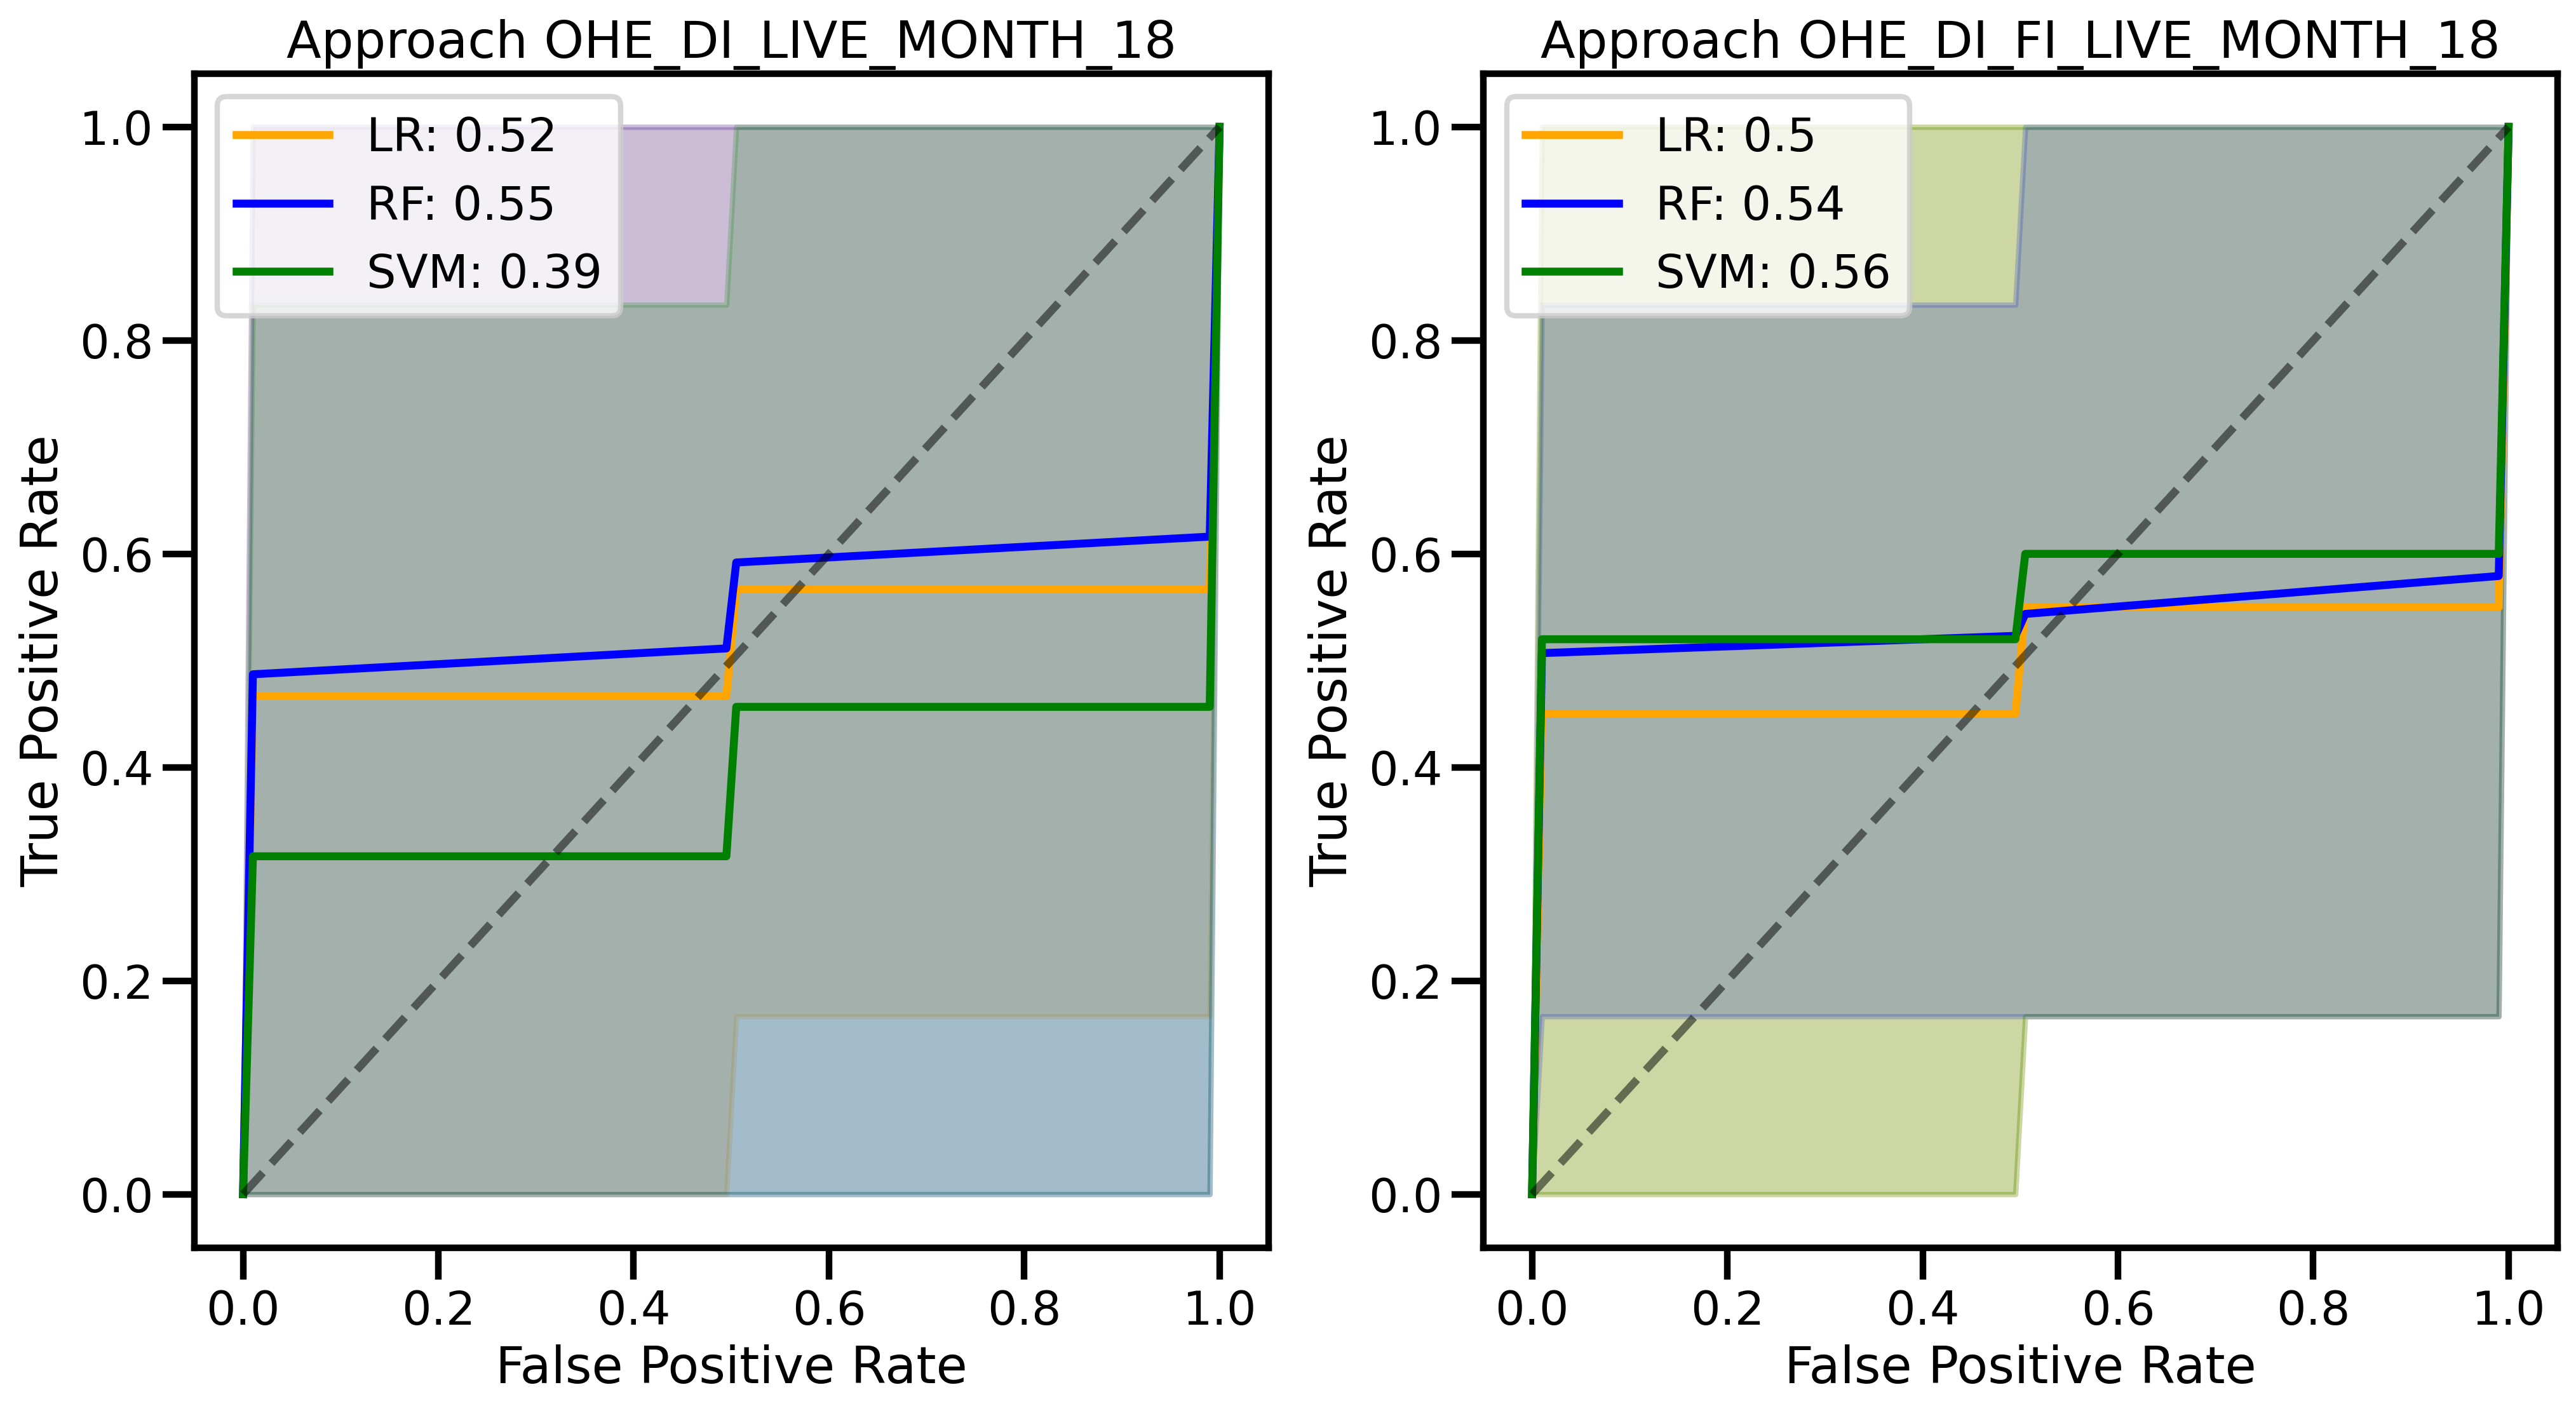 Approach OHE_DI_LIVE_MONTH_18
LR: 0.52
RF: 0.55
SVM: 0.39
True Positive Rate
1.0
0.8
0.6
0.4
0.2
0.0
0.0 0.2 0.4 0.6 0.8 1.0
False Positive Rate
Approach OHE_DI_FI_LIVE_MONTH_18
LR: 0.5
RF: 0.54
SVM: 0.56
True Positive Rate
1.0
0.8
0.6
0.4
0.2
0.0
0.0 0.2 0.4 0.6 0.8 1.0
False Positive Rate